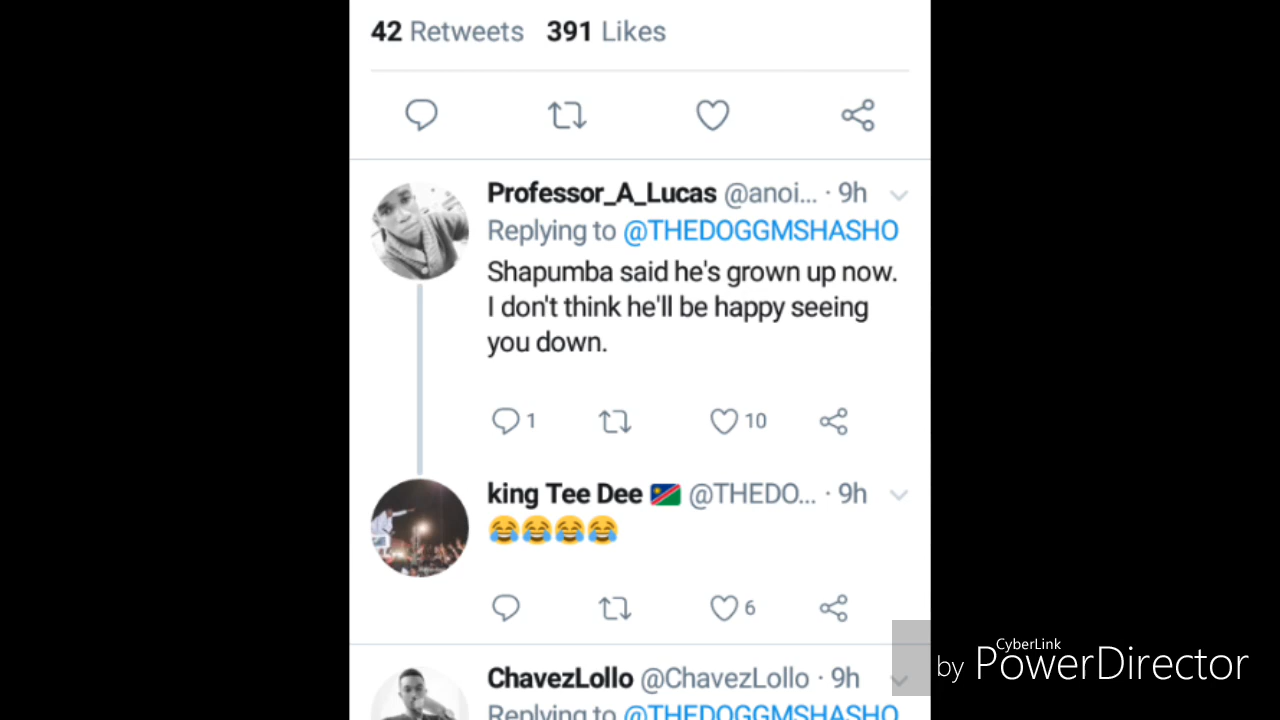 42 Retweets 391 Likes
Professor_A_Lucas @anoi... · 9h
Replying to @THEDOGGMSHASHO
Shapumba said he's grown up now.
I don't think he'll be happy seeing
you down.
1 10
king Tee Dee 🇳🇦 @THEDO... · 9h
😂😂😂😂
6
ChavezLollo @ChavezLollo · 9h
Replying to @THEDOGGMSHASHO
CyberLink
by PowerDirector